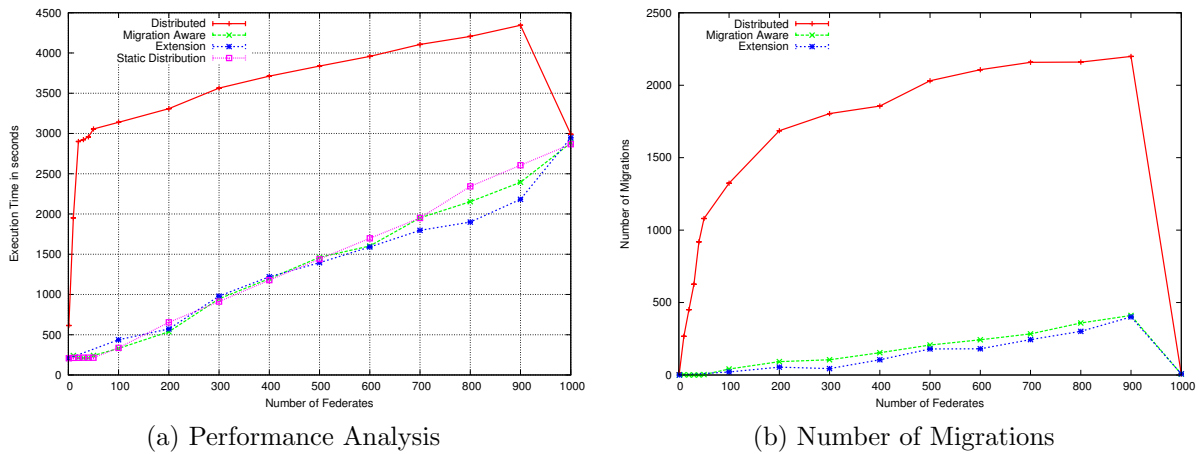 Distributed
Migration Aware
Extension
Static Distribution
Execution Time in seconds
4500
4000
3500
3000
2500
2000
1500
1000
500
0
0 100 200 300 400 500 600 700 800 900 1000
Number of Federates
(a) Performance Analysis
Distributed
Migration Aware
Extension
Number of Migrations
2500
2000
1500
1000
500
0
0 100 200 300 400 500 600 700 800 900 1000
Number of Federates
(b) Number of Migrations